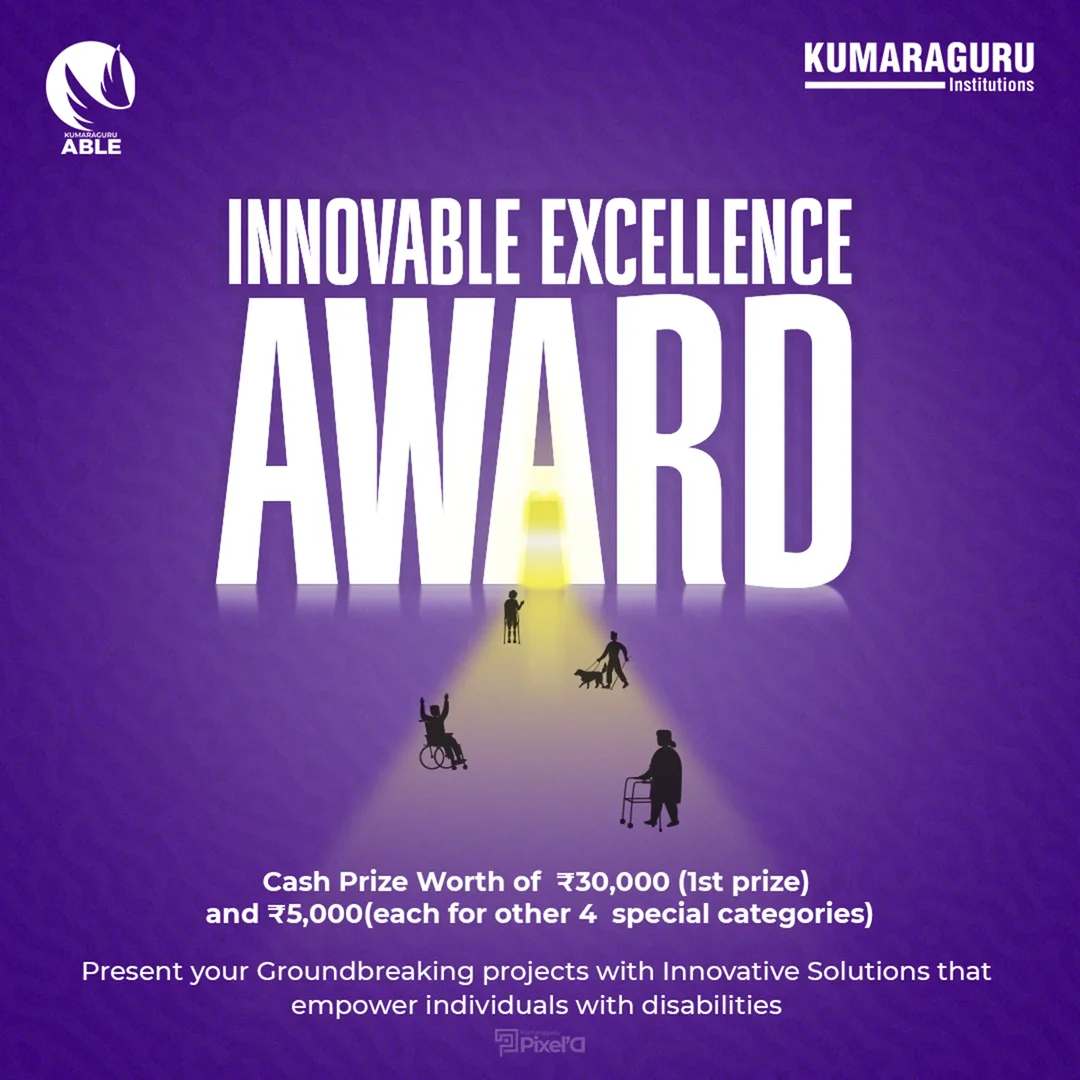 KUMARAGURU
ABLE
KUMARAGURU
Institutions
INNOVABLE EXCELLENCE
AWARD
Cash Prize Worth of ₹30,000 (1st prize)
and ₹5,000(each for other 4 special categories)
Present your Groundbreaking projects with Innovative Solutions that
empower individuals with disabilities
Kumaraguru
Pixel'd